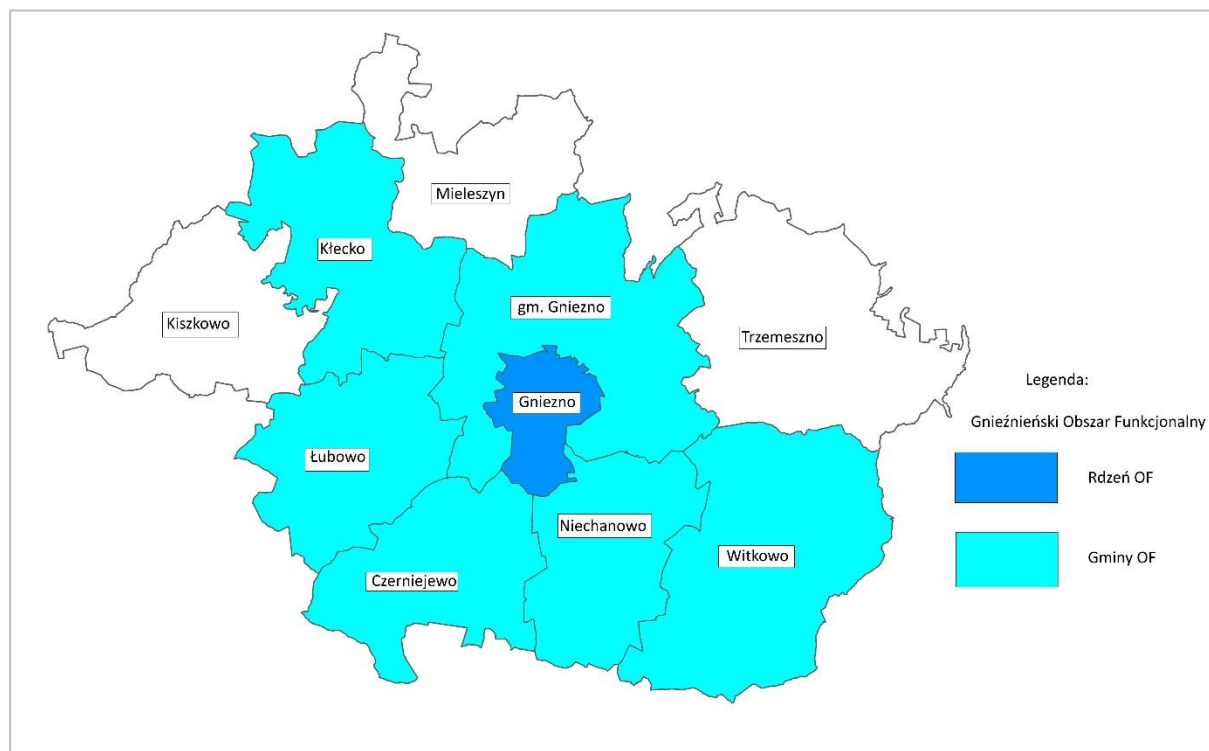 Mieleszyn
Kłecko
gm. Gniezno
Kiszkowo
Trzemeszno
Gniezno
Łubowo
Niechanowo
Witkowo
Czerniejewo
Legenda:
Gnieźnieński Obszar Funkcjonalny
Rdzeń OF
Gminy OF